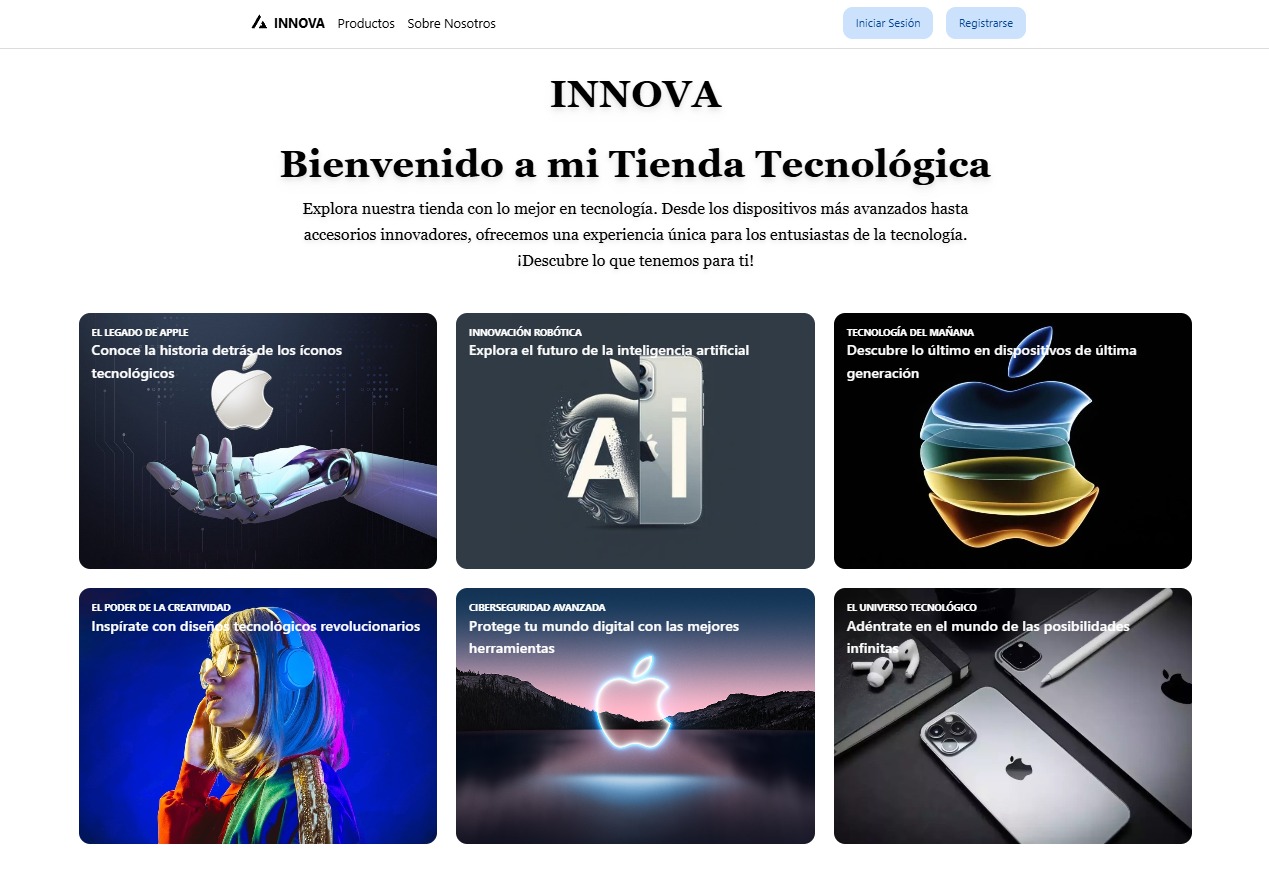 INNOVA Productos Sobre Nosotros Iniciar Sesión Registrarse
INNOVA
Bienvenido a mi Tienda Tecnológica
Explora nuestra tienda con lo mejor en tecnología. Desde los dispositivos más avanzados hasta
accesorios innovadores, ofrecemos una experiencia única para los entusiastas de la tecnología.
¡Descubre lo que tenemos para ti!
EL LEGADO DE APPLE
Conoce la historia detrás de los íconos
tecnológicos
INNOVACIÓN ROBÓTICA
Explora el futuro de la inteligencia artificial
Ai
TECNOLOGÍA DEL MAÑANA
Descubre lo último en dispositivos de última
generación
EL PODER DE LA CREATIVIDAD
Inspírate con diseños tecnológicos revolucionarios
CIBERSEGURIDAD AVANZADA
Protege tu mundo digital con las mejores
herramientas
EL UNIVERSO TECNOLÓGICO
Adéntrate en el mundo de las posibilidades
infinitas